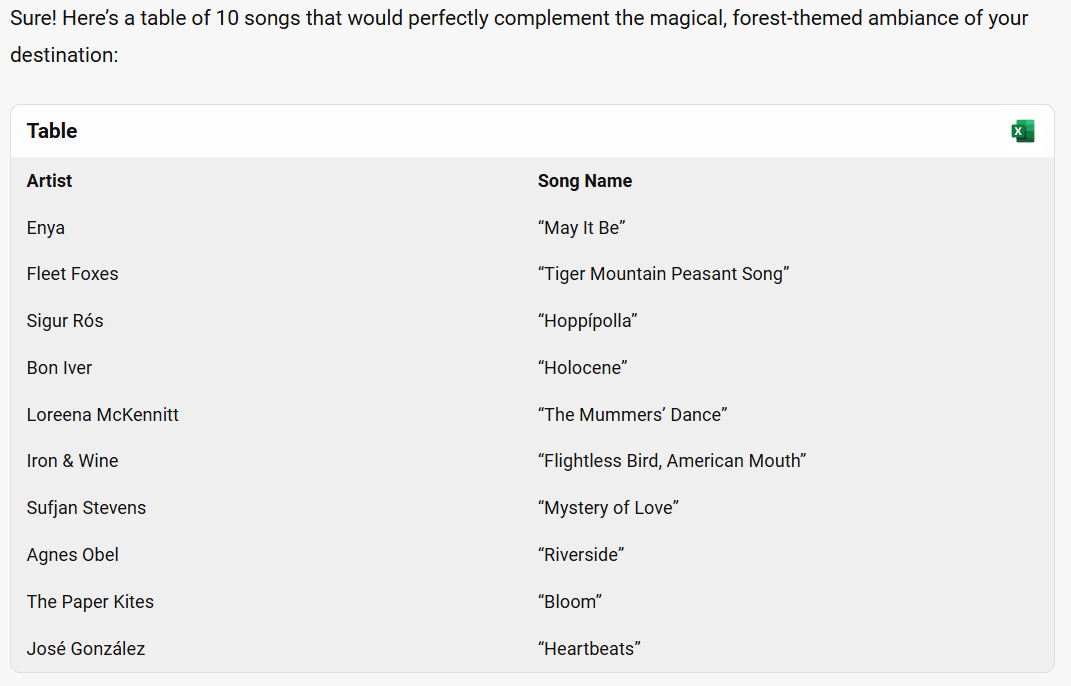 Sure! Here’s a table of 10 songs that would perfectly complement the magical, forest-themed ambiance of your
destination:
Table
Artist Song Name
Enya “May It Be”
Fleet Foxes “Tiger Mountain Peasant Song”
Sigur Rós “Hoppípolla”
Bon Iver “Holocene”
Loreena McKennitt “The Mummers’ Dance”
Iron & Wine “Flightless Bird, American Mouth”
Sufjan Stevens “Mystery of Love”
Agnes Obel “Riverside”
The Paper Kites “Bloom”
José González “Heartbeats”